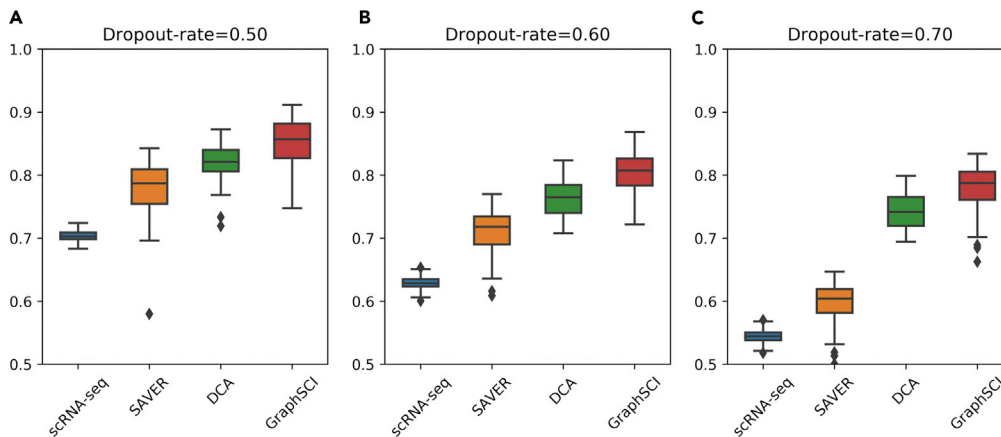 A
Dropout-rate=0.50
1.0
0.9
0.8
0.7
0.6
0.5
scRNA-seq
SAVER
DCA
GraphSCI
B
Dropout-rate=0.60
1.0
0.9
0.8
0.7
0.6
0.5
scRNA-seq
SAVER
DCA
GraphSCI
C
Dropout-rate=0.70
1.0
0.9
0.8
0.7
0.6
0.5
scRNA-seq
SAVER
DCA
GraphSCI